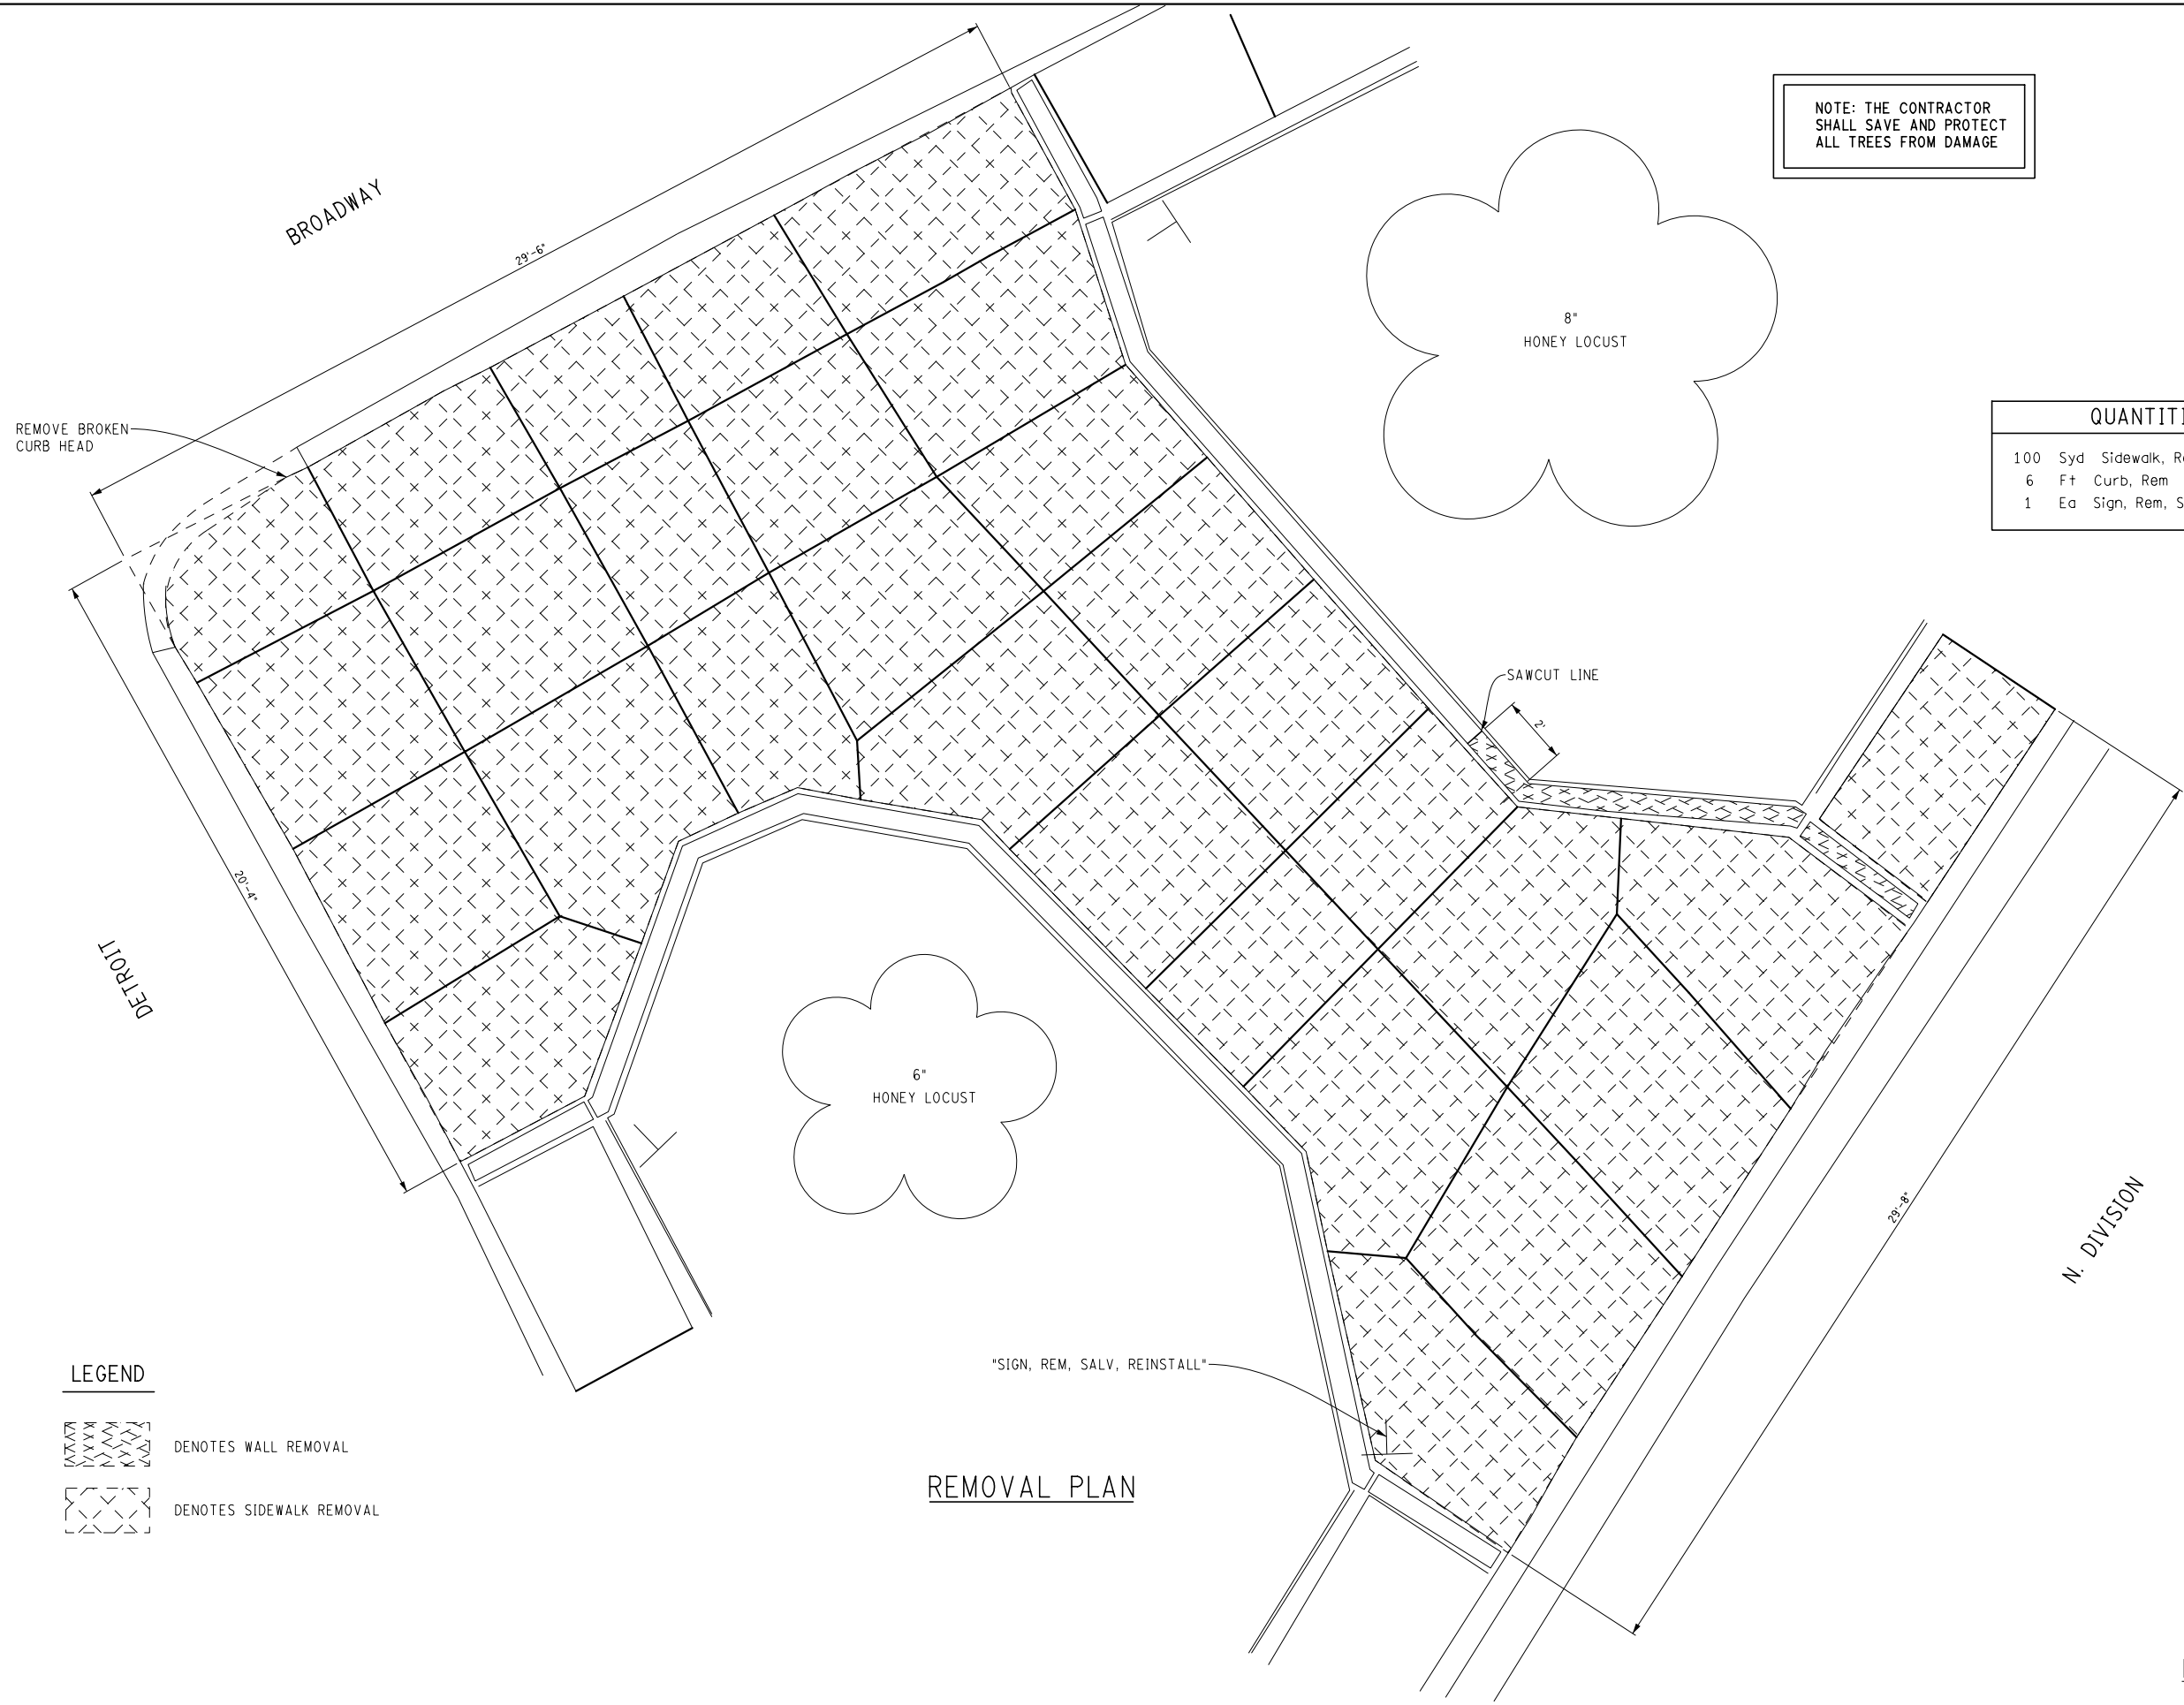 NOTE: THE CONTRACTOR
SHALL SAVE AND PROTECT
ALL TREES FROM DAMAGE
BROADWAY
29'-6"
8"
HONEY LOCUST
REMOVE BROKEN
CURB HEAD
100 Syd Sidewalk,
6 Ft Curb, Rem
1 Ea Sign, Rem,
SAWCUT LINE
2'
20'-4"
DETROIT
6"
HONEY LOCUST
29'-8"
N. DIVISION
"SIGN, REM, SALV, REINSTALL"
LEGEND
DENOTES WALL REMOVAL
DENOTES SIDEWALK REMOVAL
REMOVAL PLAN